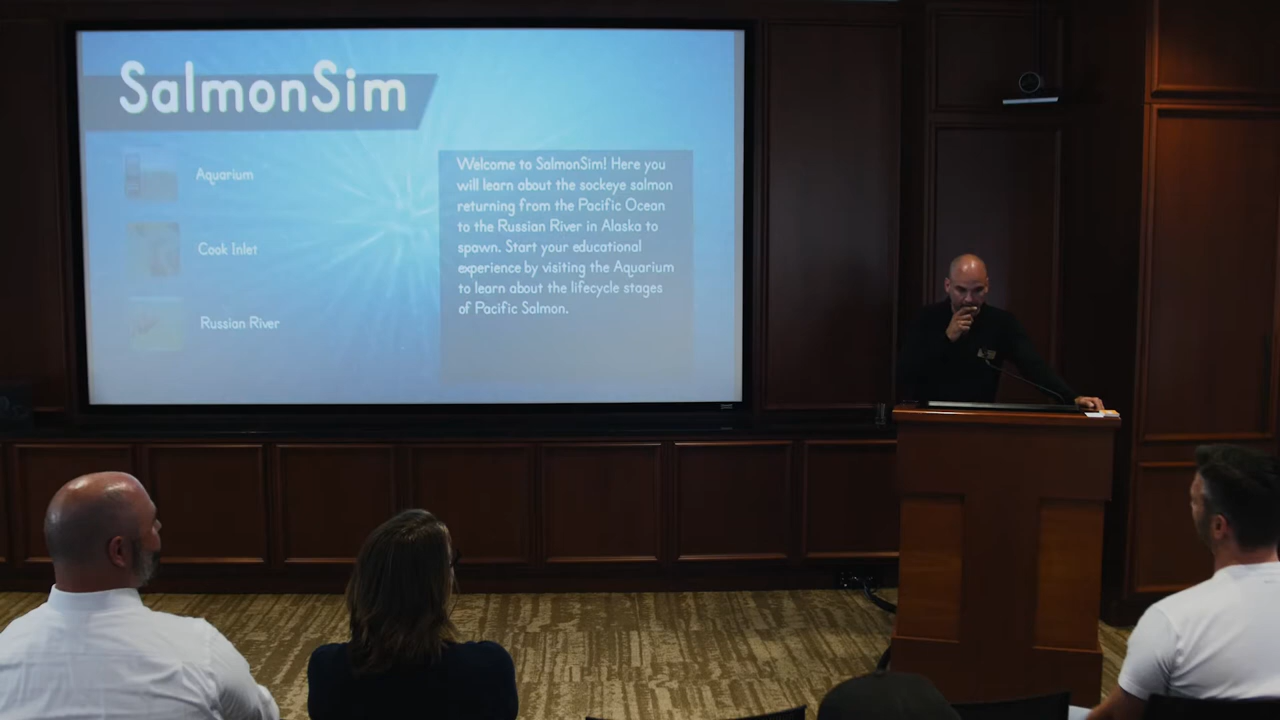 SalmonSim
Aquarium
Cook Inlet
Russian River
Welcome to SalmonSim! Here you
will learn about the sockeye salmon
returning from the Pacific Ocean
to the Russian River in Alaska to
spawn. Start your educational
experience by visiting the Aquarium
to learn about the lifecycle stages
of Pacific Salmon.